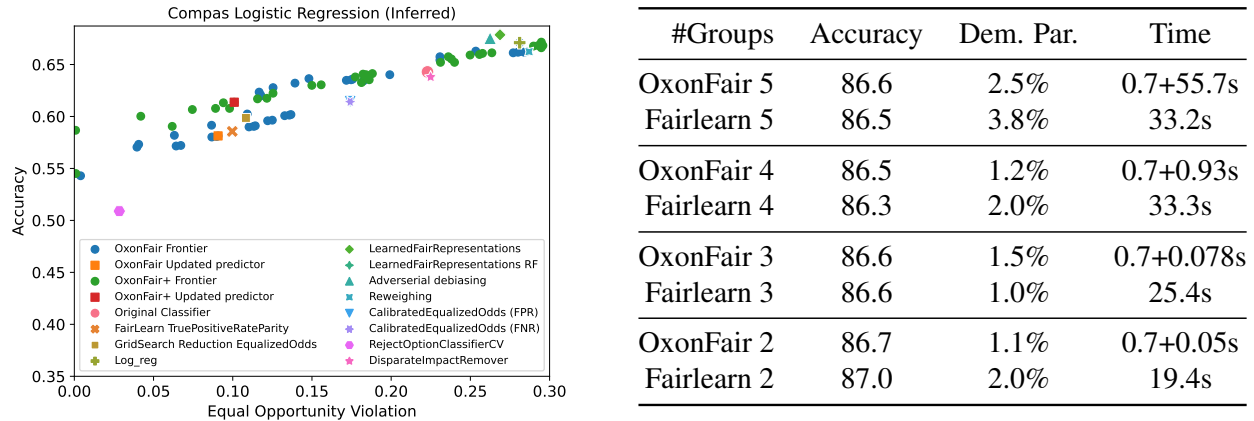 Compas Logistic Regression (Inferred)
Accuracy
0.65
0.60
0.55
0.50
0.45
0.40
0.35
OxonFair Frontier
OxonFair Updated predictor
OxonFair+ Frontier
OxonFair+ Updated predictor
Original Classifier
FairLearn TruePositiveRateParity
GridSearch Reduction EqualizedOdds
Log_reg
LearnedFairRepresentations
LearnedFairRepresentations RF
Adverserial debiasing
Reweighing
CalibratedEqualizedOdds (FPR)
CalibratedEqualizedOdds (FNR)
RejectOptionClassifierCV
DisparateImpactRemover
0.00 0.05 0.10 0.15 0.20 0.25 0.30
Equal Opportunity Violation
#Groups Accuracy Dem. Par. Time
OxonFair 5 86.6 2.5% 0.7+55.7s
Fairlearn 5 86.5 3.8% 33.2s
OxonFair 4 86.5 1.2% 0.7+0.93s
Fairlearn 4 86.3 2.0% 33.3s
OxonFair 3 86.6 1.5% 0.7+0.078s
Fairlearn 3 86.6 1.0% 25.4s
OxonFair 2 86.7 1.1% 0.7+0.05s
Fairlearn 2 87.0 2.0% 19.4s